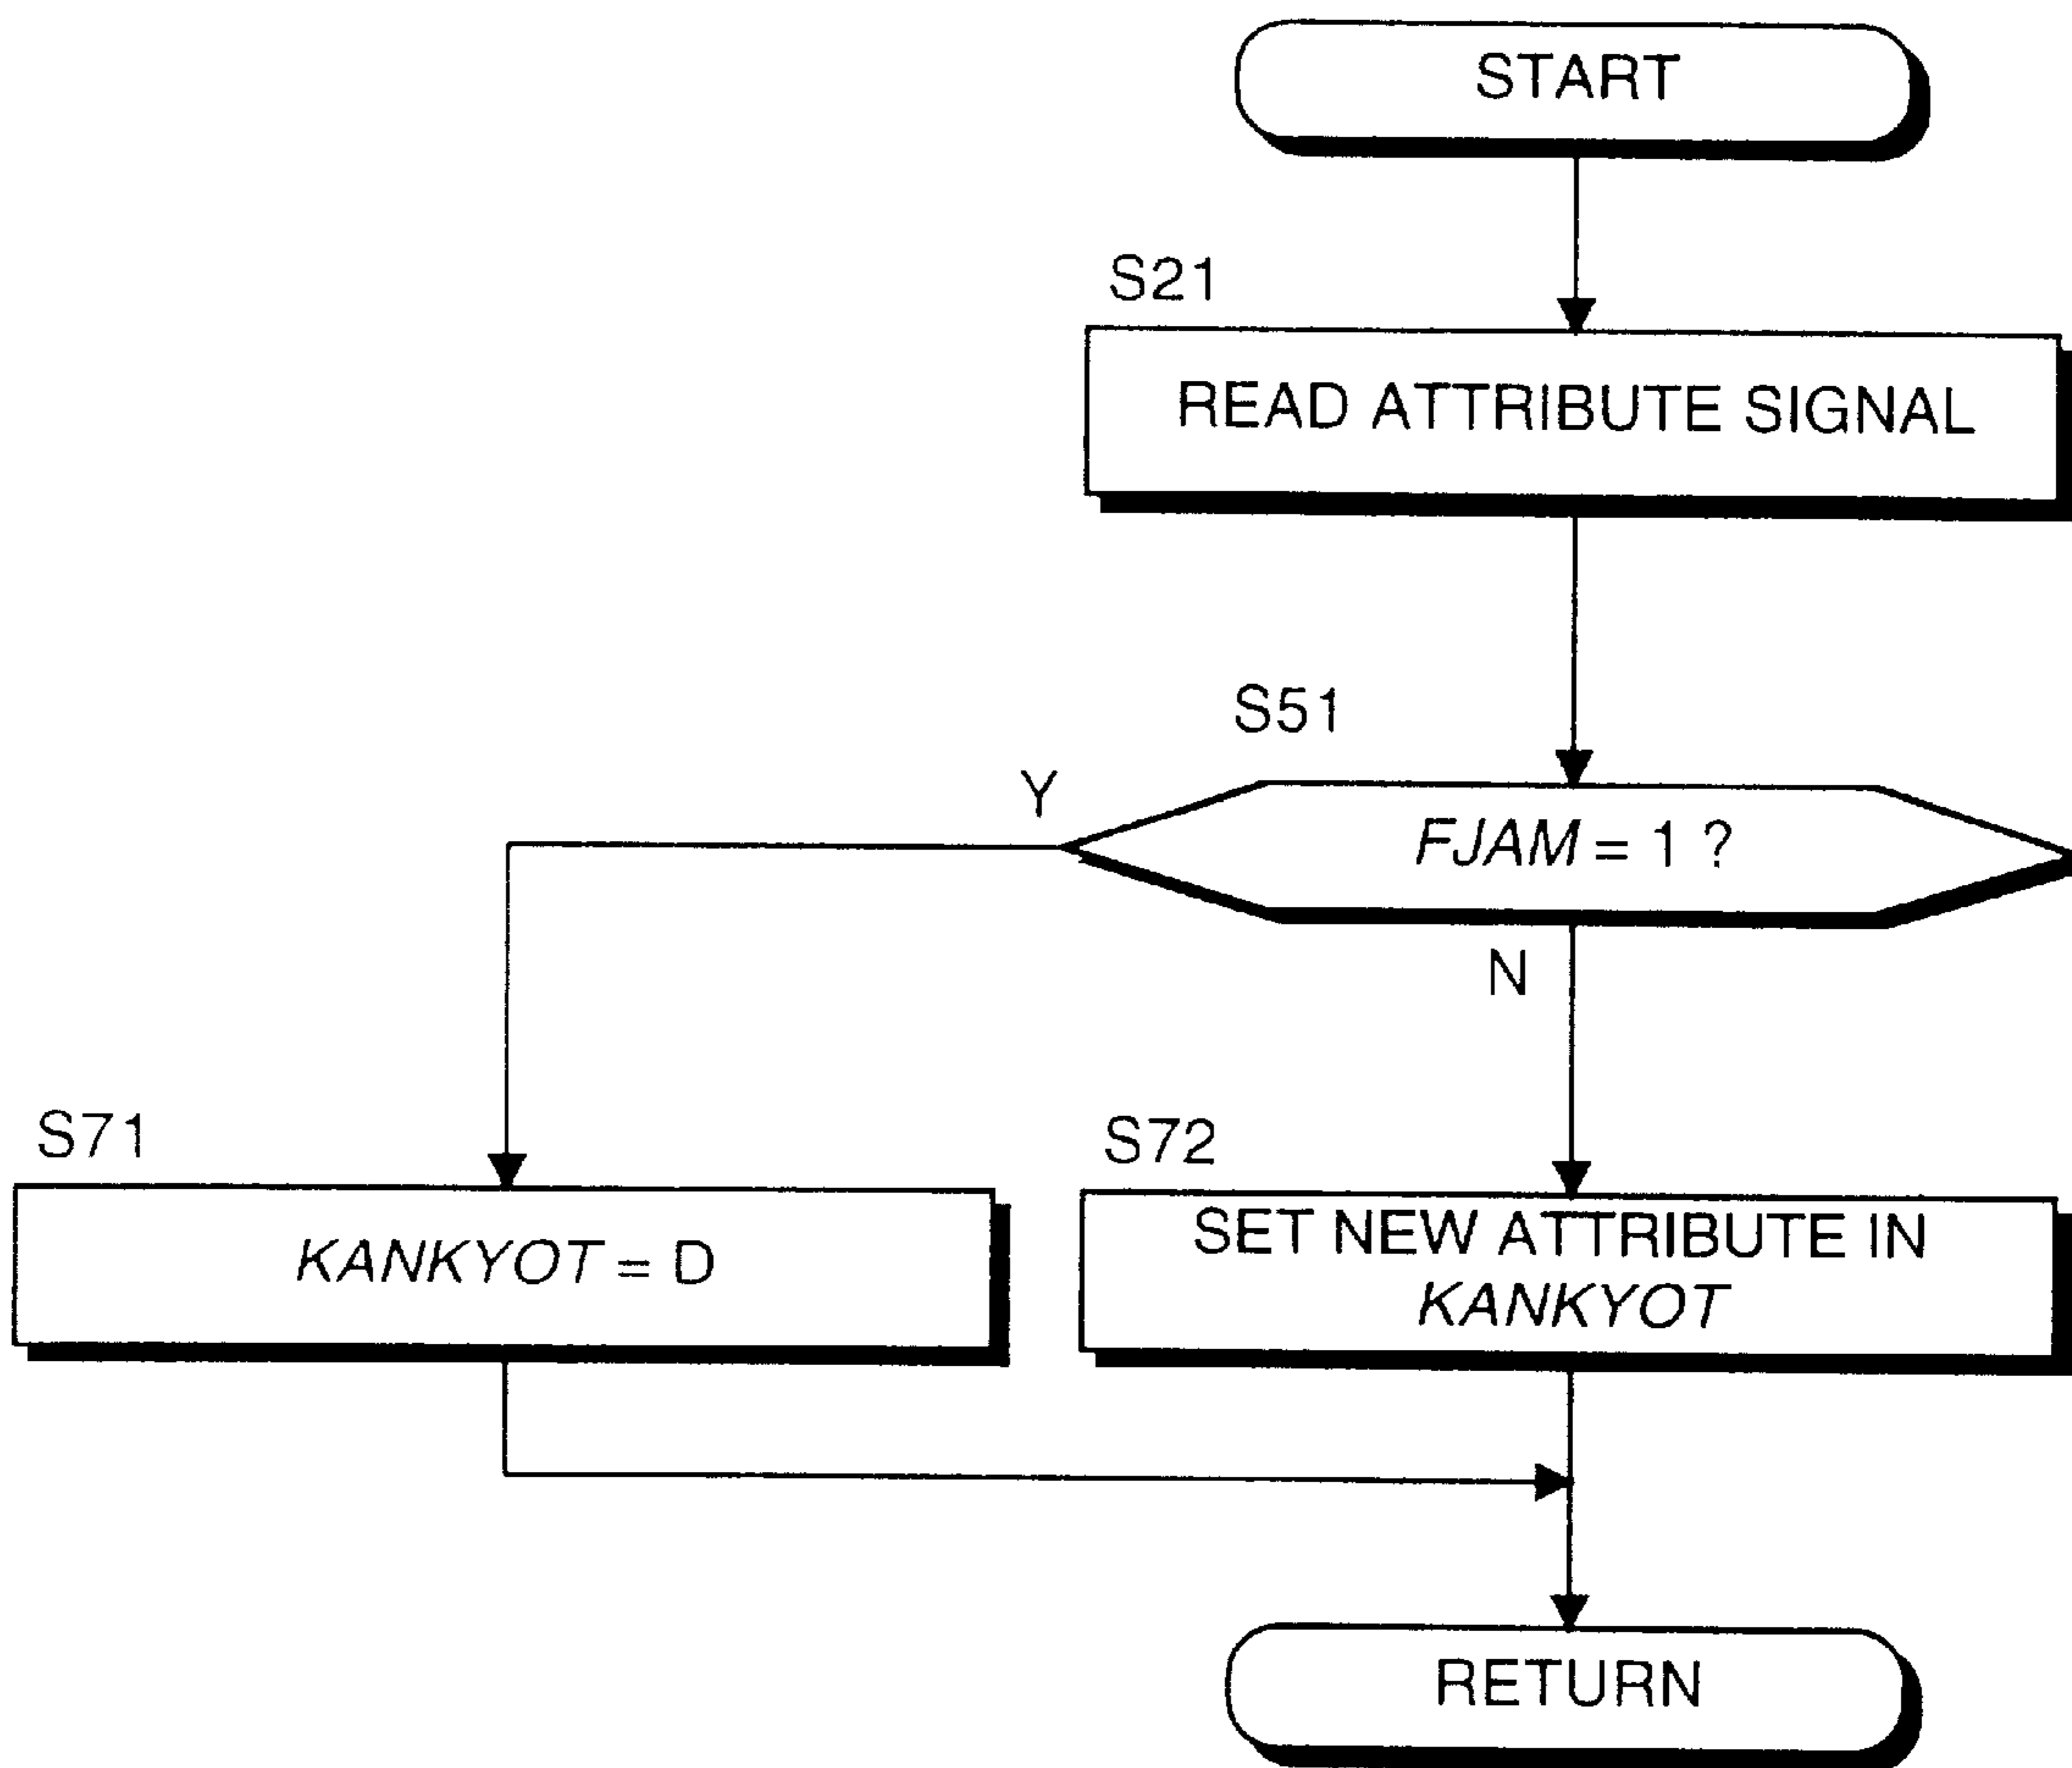 START
S21
READ ATTRIBUTE SIGNAL
S51
Y
FJAM = 1 ?
N
S71
KANKYOT = D
S72
SET NEW ATTRIBUTE IN
KANKYOT
RETURN